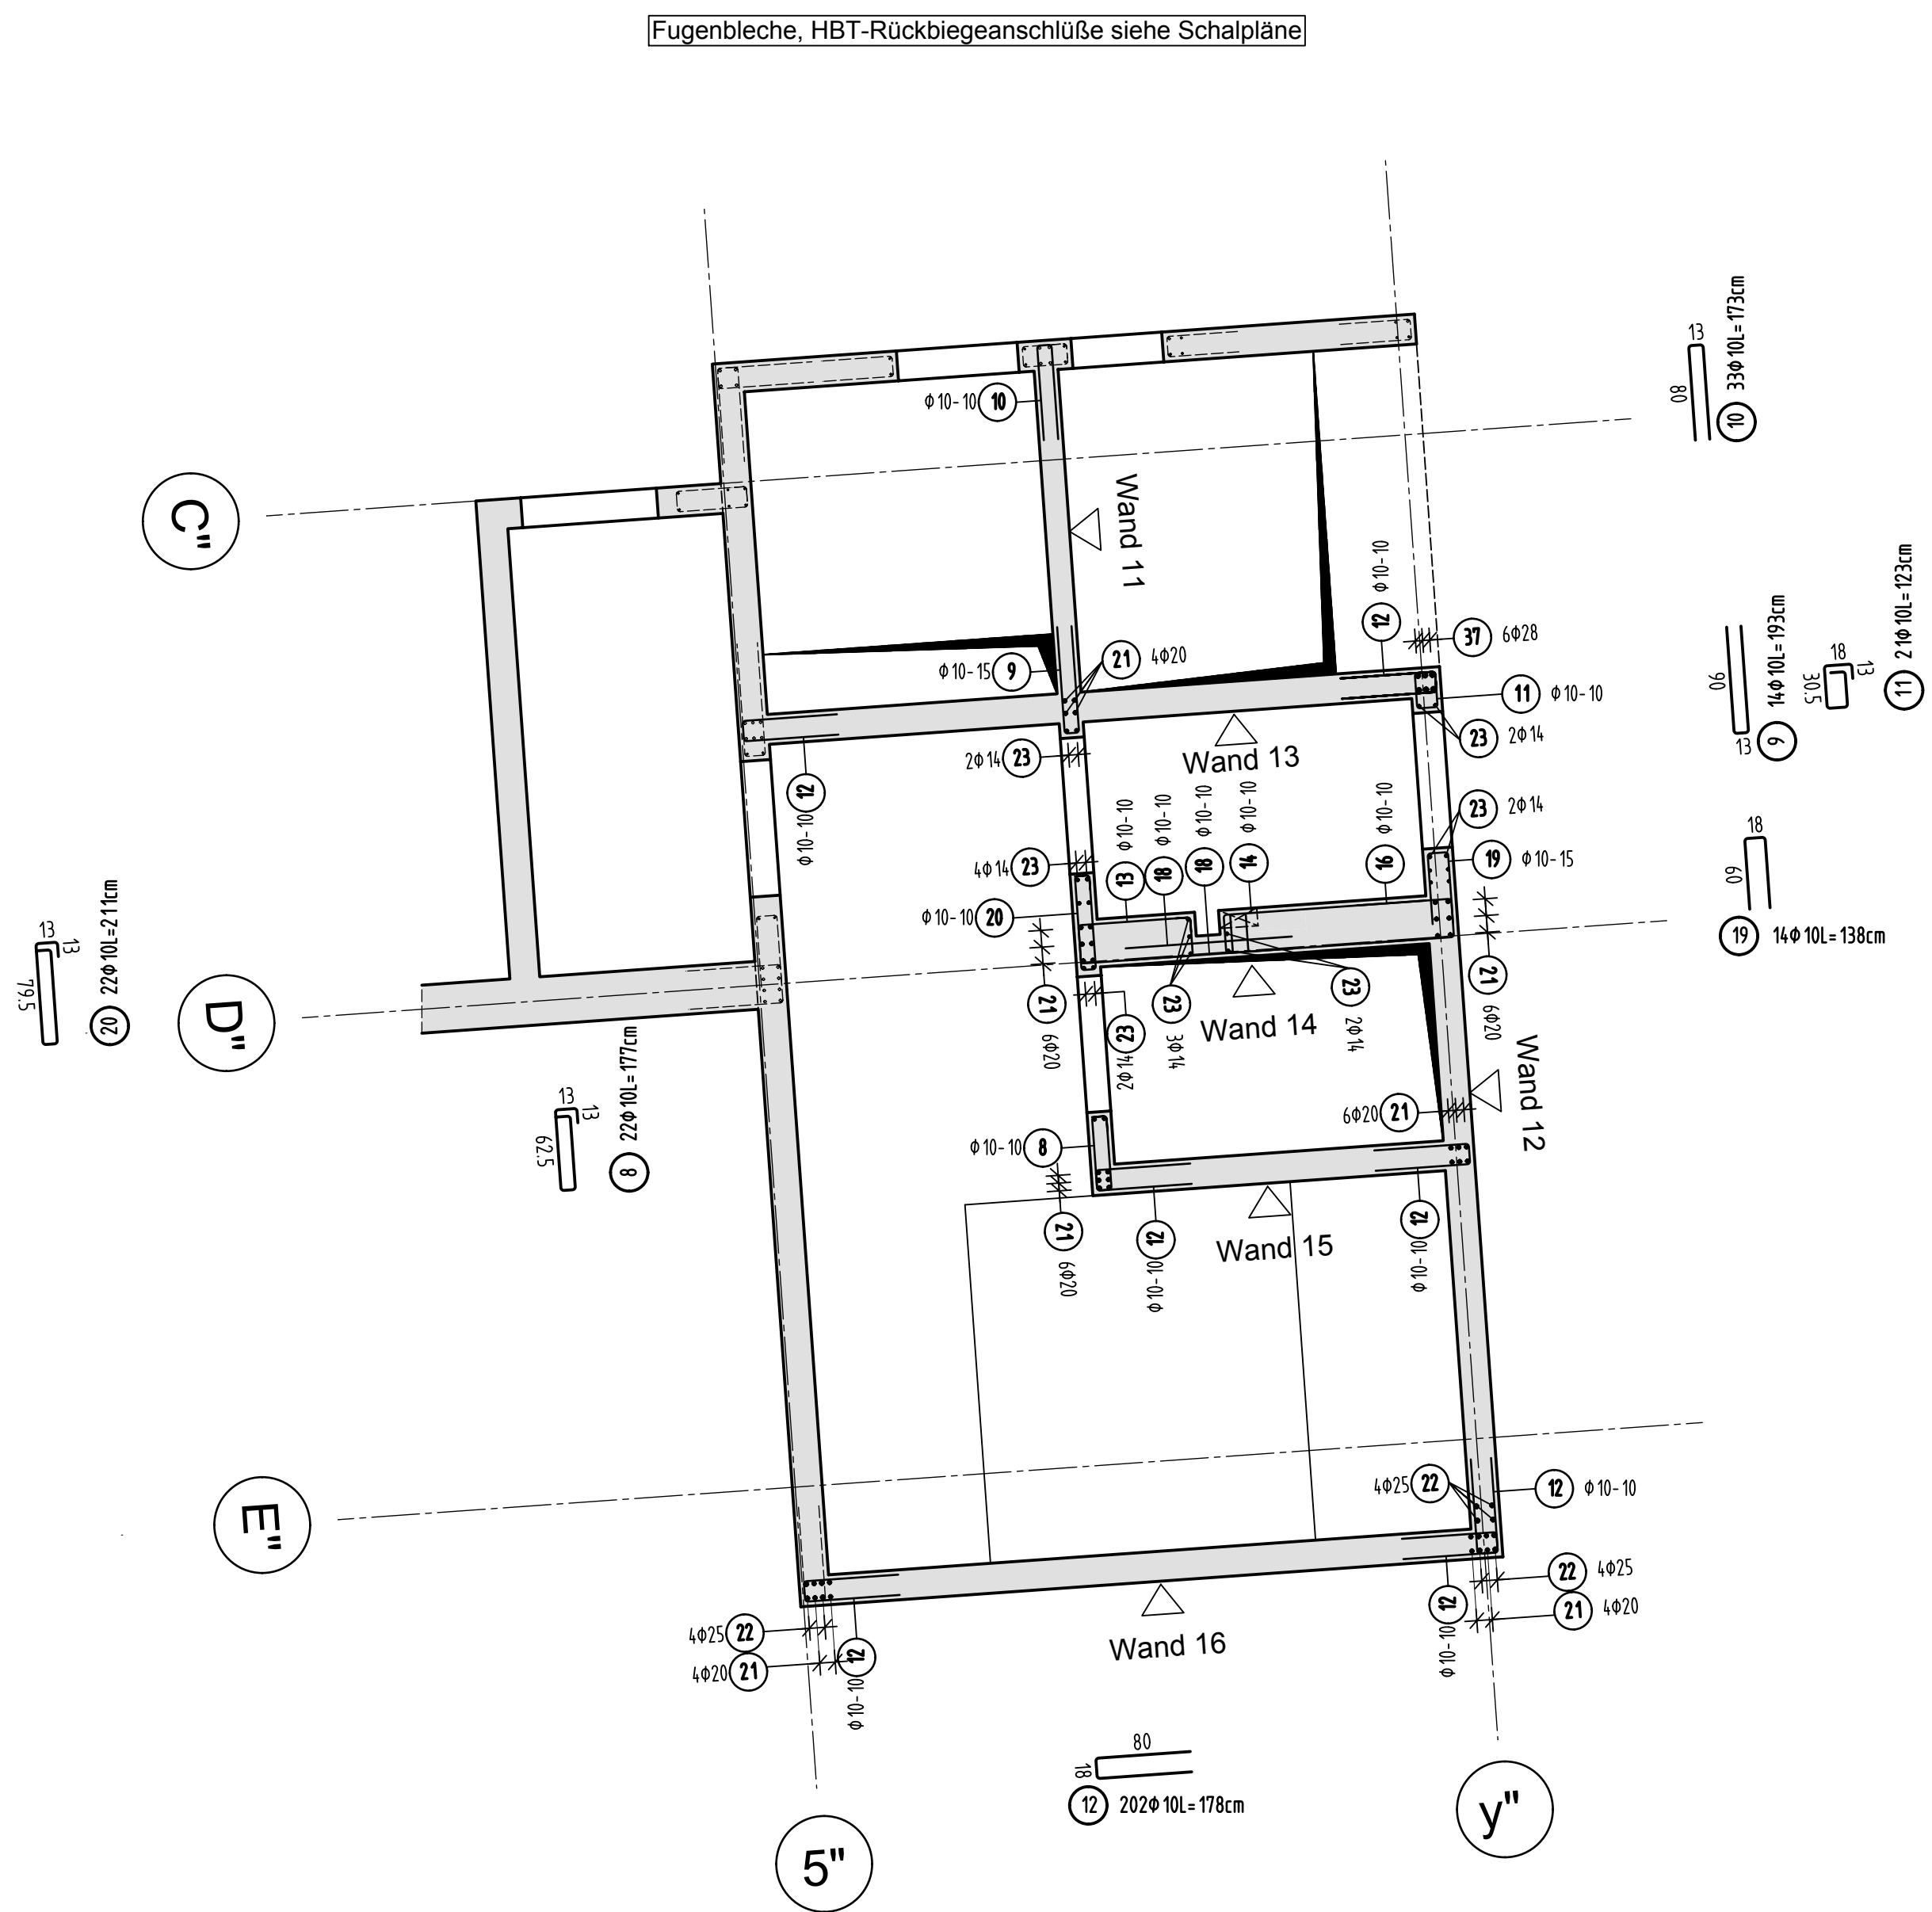 Fugenbleche, HBT-Rückbiegeanschlüße siehe Schalpläne
13
80
10 33Φ10L=173cm
Φ10-10 10
C"
Wand 11
Φ10-10
12
37 6Φ28
90
13
9 14Φ10L=193cm
18
13
30.5
11 21Φ10L=123cm
Φ10-15 9
21 4Φ20
11 Φ10-10
23 2Φ14
Wand 13
2Φ14 23
12
Φ10-10
Φ10-10
13
Φ10-10
18
Φ10-10
18
Φ10-10
14
Φ10-10
16
23 2Φ14
19 Φ10-15
18
60
19 14Φ10L=138cm
4Φ14 23
Φ10-10 20
13
13
79.5
20 22Φ10L=211cm
D"
21
6Φ20
23
2Φ14
23
3Φ14
Wand 14
23
2Φ14
21
6Φ20
Wand 12
13
13
62.5
8 22Φ10L=177cm
6Φ20 21
Φ10-10 8
21
6Φ20
12
Φ10-10
Wand 15
12
Φ10-10
E"
4Φ25 22
12 Φ10-10
22 4Φ25
21 4Φ20
12
Φ10-10
4Φ25 22
4Φ20 21
12
Φ10-10
Wand 16
80
18
12 202Φ10L=178cm
5"
y"